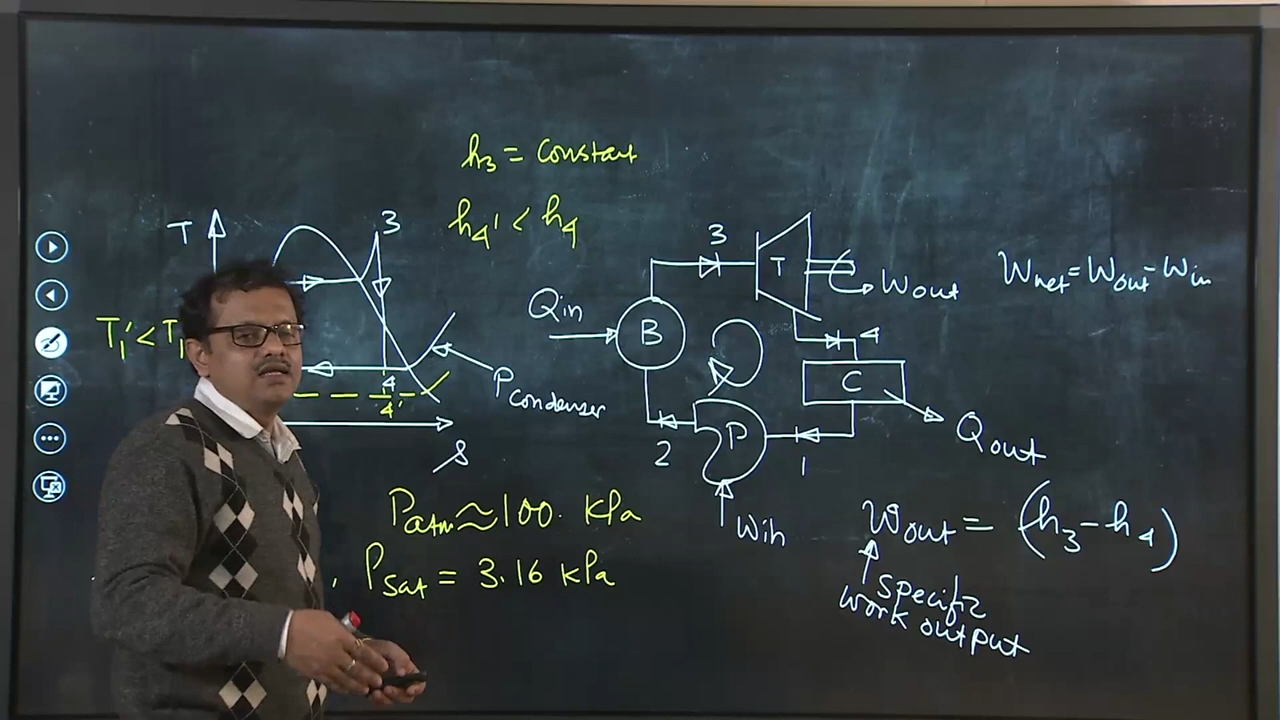 h3 = constant
h4' < h4
T
3
T1' < T1
4
4'
Pcondenser
s
Patm ≈ 100. kPa
Psat = 3.16 kPa
3
T
Wout
Wnet = Wout - Win
Qin
B
4
C
P
2
1
Qout
Win
wout = (h3 - h4)
specific
work output